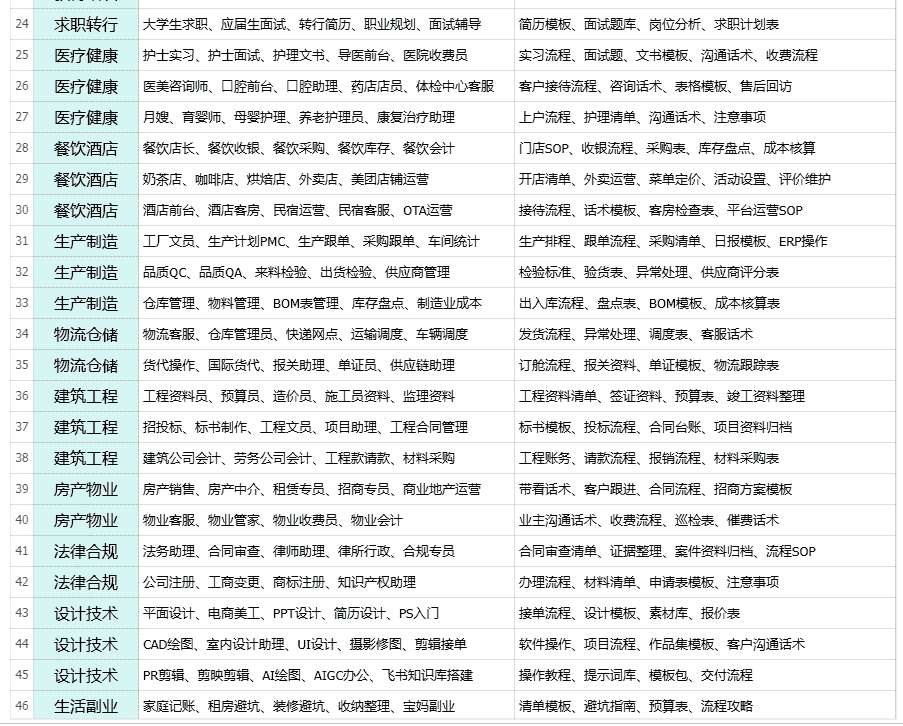 24 求职转行 大学生求职、应届生面试、转行简历、职业规划、面试辅导 简历模板、面试题库、岗位分析、求职计划表
25 医疗健康 护士实习、护士面试、护理文书、导医前台、医院收费员 实习流程、面试题、文书模板、沟通话术、收费流程
26 医疗健康 医美咨询师、口腔前台、口腔助理、药店店员、体检中心客服 客户接待流程、咨询话术、表格模板、售后回访
27 医疗健康 月嫂、育婴师、母婴护理、养老护理员、康复治疗助理 上户流程、护理清单、沟通话术、注意事项
28 餐饮酒店 餐饮店长、餐饮收银、餐饮采购、餐饮库存、餐饮会计 门店SOP、收银流程、采购表、库存盘点、成本核算
29 餐饮酒店 奶茶店、咖啡店、烘焙店、外卖店、美团店铺运营 开店清单、外卖运营、菜单定价、活动设置、评价维护
30 餐饮酒店 酒店前台、酒店客房、民宿运营、民宿客服、OTA运营 接待流程、话术模板、客房检查表、平台运营SOP
31 生产制造 工厂文员、生产计划PMC、生产跟单、采购跟单、车间统计 生产排程、跟单流程、采购清单、日报模板、ERP操作
32 生产制造 品质QC、品质QA、来料检验、出货检验、供应商管理 检验标准、验货表、异常处理、供应商评分表
33 生产制造 仓库管理、物料管理、BOM表管理、库存盘点、制造业成本 出入库流程、盘点表、BOM模板、成本核算表
34 物流仓储 物流客服、仓库管理员、快递网点、运输调度、车辆调度 发货流程、异常处理、调度表、客服话术
35 物流仓储 货代操作、国际货代、报关助理、单证员、供应链助理 订舱流程、报关资料、单证模板、物流跟踪表
36 建筑工程 工程资料员、预算员、造价员、施工员资料、监理资料 工程资料清单、签证资料、预算表、竣工资料整理
37 建筑工程 招投标、标书制作、工程文员、项目助理、工程合同管理 标书模板、投标流程、合同台账、项目资料归档
38 建筑工程 建筑公司会计、劳务公司会计、工程款请款、材料采购 工程账务、请款流程、报销流程、材料采购表
39 房产物业 房产销售、房产中介、租赁专员、招商专员、商业地产运营 带看话术、客户跟进、合同流程、招商方案模板
40 房产物业 物业客服、物业管家、物业收费员、物业会计 业主沟通话术、收费流程、巡检表、催费话术
41 法律合规 法务助理、合同审查、律师助理、律所行政、合规专员 合同审查清单、证据整理、案件资料归档、流程SOP
42 法律合规 公司注册、工商变更、商标注册、知识产权助理 办理流程、材料清单、申请表模板、注意事项
43 设计技术 平面设计、电商美工、PPT设计、简历设计、PS入门 接单流程、设计模板、素材库、报价表
44 设计技术 CAD绘图、室内设计助理、UI设计、摄影修图、剪辑接单 软件操作、项目流程、作品集模板、客户沟通话术
45 设计技术 PR剪辑、剪映剪辑、AI绘图、AIGC办公、飞书知识库搭建 操作教程、提示词库、模板包、交付流程
46 生活副业 家庭记账、租房避坑、装修避坑、收纳整理、宝妈副业 清单模板、避坑指南、预算表、流程攻略